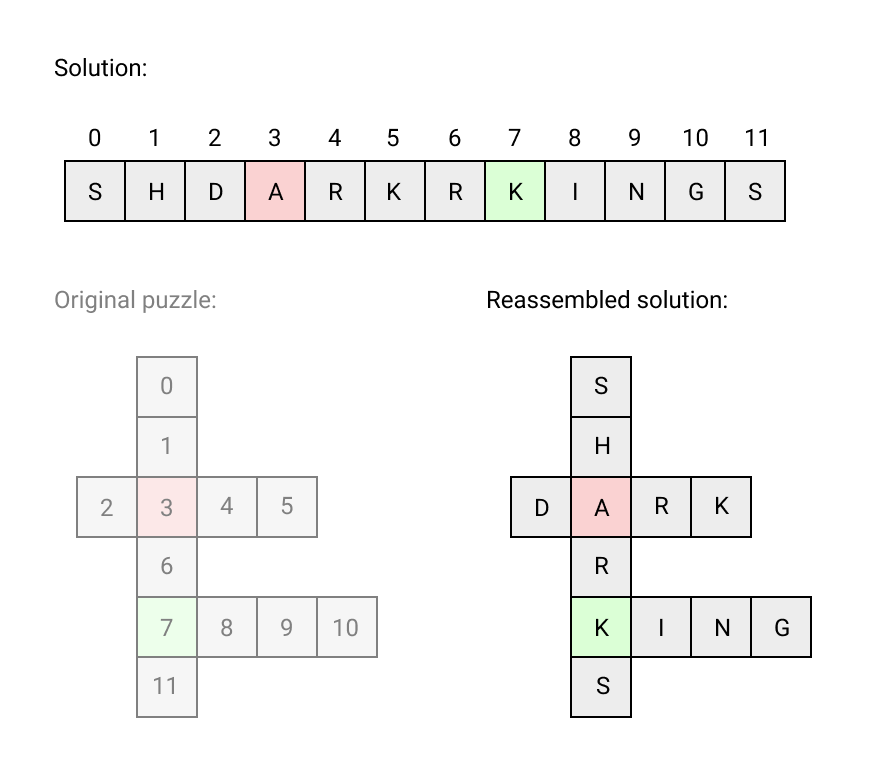 Solution:
0 1 2 3 4 5 6 7 8 9 10 11
S H D A R K R K I N G S
Original puzzle:
0
1
2 3 4 5
6
7 8 9 10
11
Reassembled solution:
S
H
D A R K
R
K I N G
S